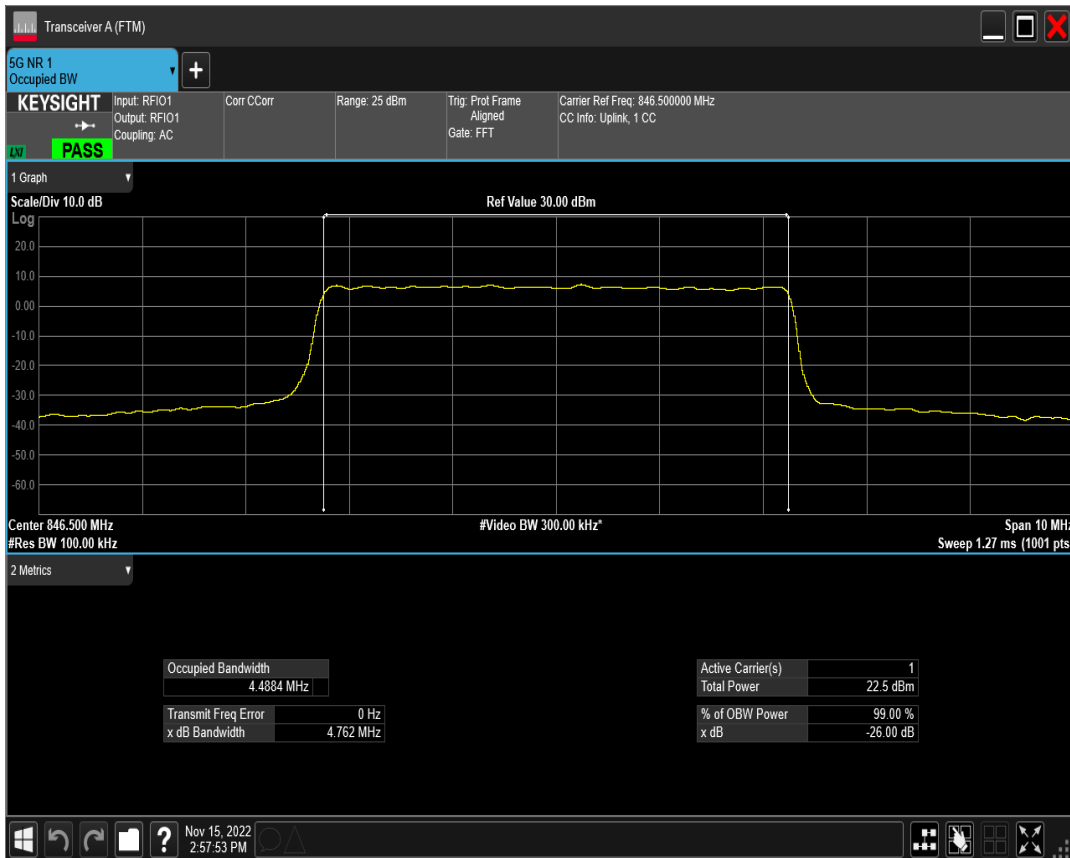 Transceiver A (FTM)
5G NR 1
Occupied BW
+
KEYSIGHT
LXI
PASS
Input: RFIO1
Output: RFIO1
Coupling: AC
Corr CCorr
Range: 25 dBm
Trig: Prot Frame
Aligned
Gate: FFT
Carrier Ref Freq: 846.500000 MHz
CC Info: Uplink, 1 CC
1 Graph
Scale/Div 10.0 dB
Ref Value 30.00 dBm
Log
20.0
10.0
0.00
-10.0
-20.0
-30.0
-40.0
-50.0
-60.0
Center 846.500 MHz
#Video BW 300.00 kHz*
Span 10 MHz
#Res BW 100.00 kHz
Sweep 1.27 ms (1001 pts
2 Metrics
Occupied Bandwidth
4.4884 MHz
Transmit Freq Error 0 Hz
x dB Bandwidth 4.762 MHz
Active Carrier(s) 1
Total Power 22.5 dBm
% of OBW Power 99.00 %
x dB -26.00 dB
?
Nov 15, 2022
2:57:53 PM